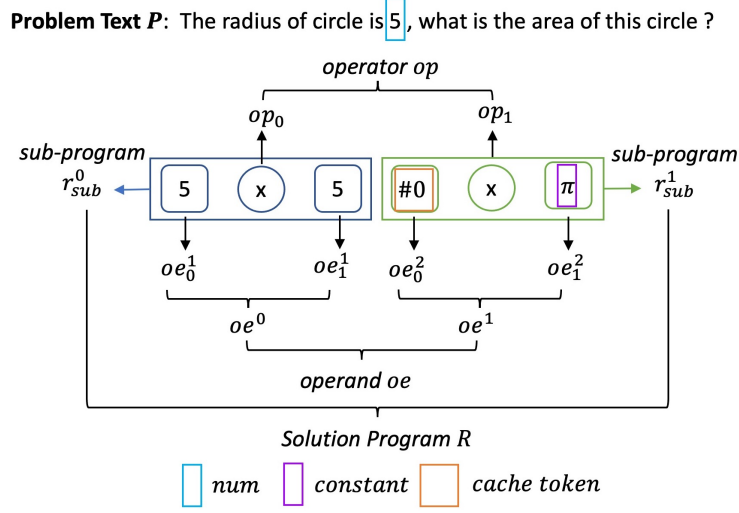 Problem Text P: The radius of circle is 5, what is the area of this circle ?
operator op
op₀ op₁
sub-program sub-program
r⁰sub 5 x 5 #0 x π r¹sub
oe¹₀ oe¹₁ oe²₀ oe²₁
oe⁰ oe¹
operand oe
Solution Program R
num constant cache token